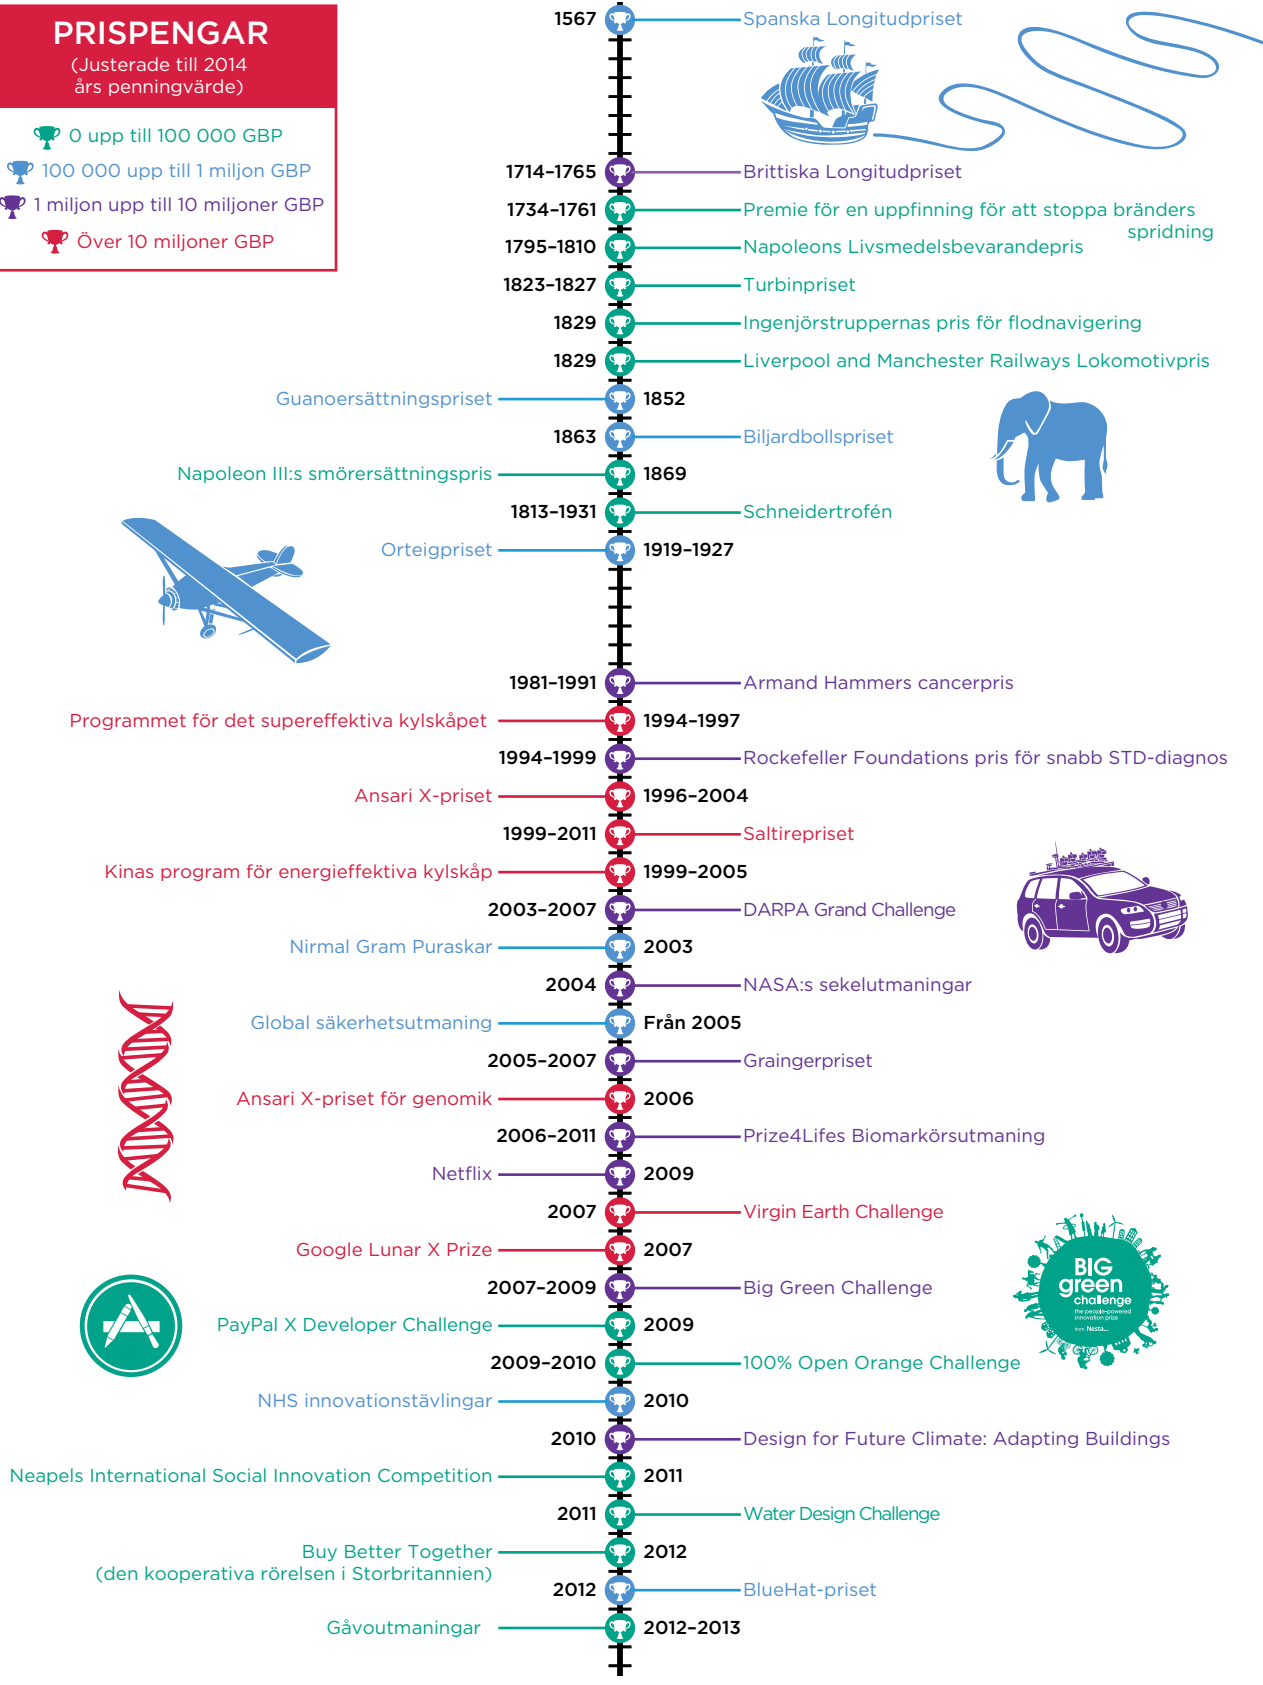 PRISPENGAR
(Justerade till 2014
års penningvärde)
0 upp till 100 000 GBP
100 000 upp till 1 miljon GBP
1 miljon upp till 10 miljoner GBP
Över 10 miljoner GBP
1567 Spanska Longitudpriset
1714–1765 Brittiska Longitudpriset
1734–1761 Premie för en uppfinning för att stoppa bränders
spridning
1795–1810 Napoleons Livsmedelsbevarandepris
1823–1827 Turbinpriset
1829 Ingenjörstruppernas pris för flodnavigering
1829 Liverpool and Manchester Railways Lokomotivpris
Guanoersättningspriset 1852
1863 Biljardbollspriset
Napoleon III:s smörersättningspris 1869
1813–1931 Schneidertrofén
Orteigpriset 1919–1927
1981–1991 Armand Hammers cancerpris
Programmet för det supereffektiva kylskåpet 1994–1997
1994–1999 Rockefeller Foundations pris för snabb STD-diagnos
Ansari X-priset 1996–2004
1999–2011 Saltirepriset
Kinas program för energieffektiva kylskåp 1999–2005
2003–2007 DARPA Grand Challenge
Nirmal Gram Puraskar 2003
2004 NASA:s sekelutmaningar
Global säkerhetsutmaning Från 2005
2005–2007 Graingerpriset
Ansari X-priset för genomik 2006
2006–2011 Prize4Lifes Biomarkörsutmaning
Netflix 2009
2007 Virgin Earth Challenge
Google Lunar X Prize 2007
2007–2009 Big Green Challenge
BIG
green
challenge
the people-powered
innovation prize
from Nesta...
PayPal X Developer Challenge 2009
2009–2010 100% Open Orange Challenge
NHS innovationstävlingar 2010
2010 Design for Future Climate: Adapting Buildings
Neapels International Social Innovation Competition 2011
2011 Water Design Challenge
Buy Better Together 2012
(den kooperativa rörelsen i Storbritannien)
2012 BlueHat-priset
Gåvoutmaningar 2012–2013